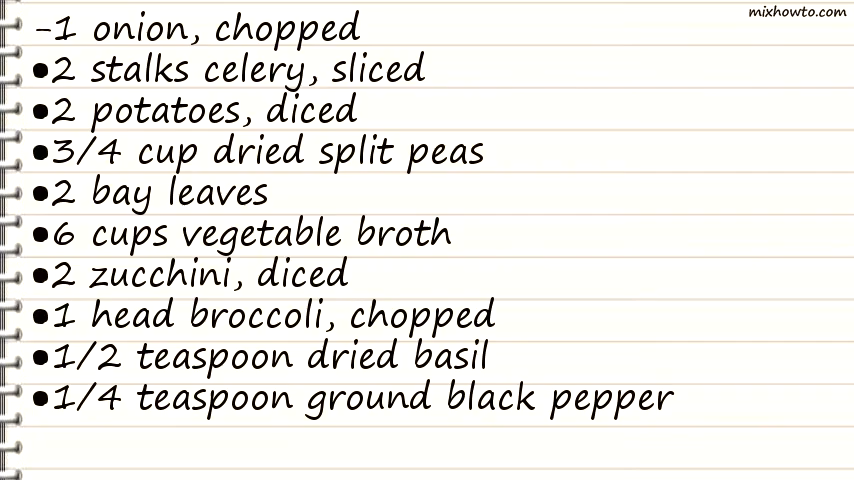 mixhowto.com
-1 onion, chopped
●2 stalks celery, sliced
●2 potatoes, diced
●3/4 cup dried split peas
●2 bay leaves
●6 cups vegetable broth
●2 zucchini, diced
●1 head broccoli, chopped
●1/2 teaspoon dried basil
●1/4 teaspoon ground black pepper